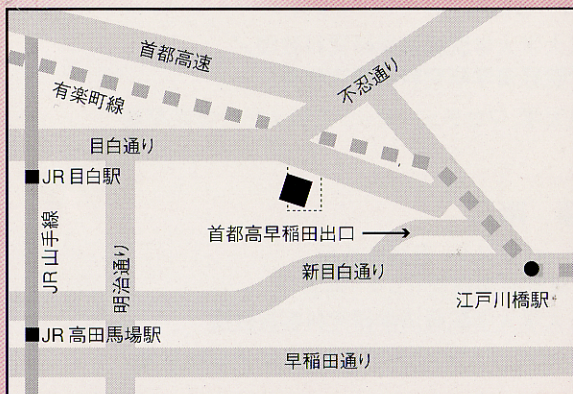 首都高速
不忍通り
有楽町線
目白通り
JR 目白駅
首都高早稲田出口
JR 山手線
明治通り
新目白通り
江戸川橋駅
JR 高田馬場駅
早稲田通り